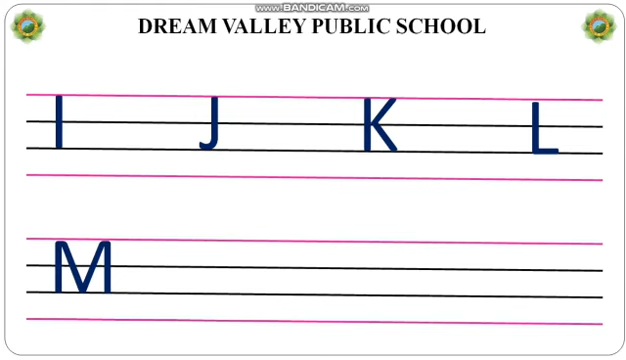 www.BANDICAM.com
DREAM VALLEY PUBLIC SCHOOL
I J K L
M